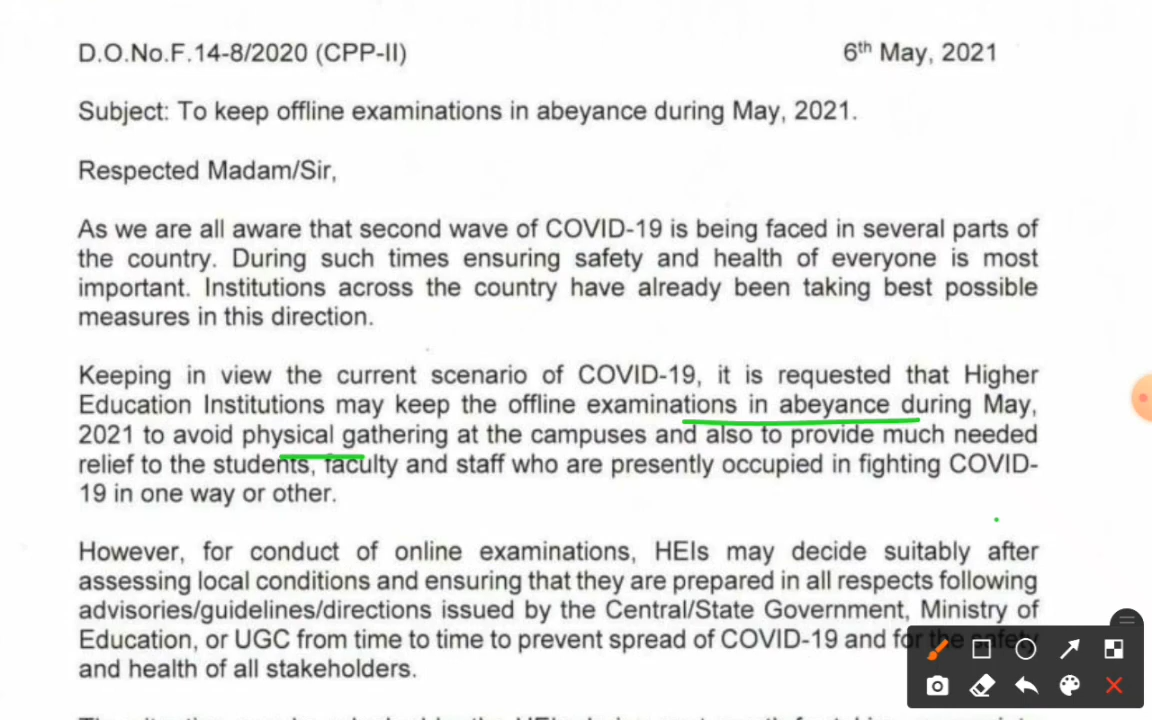 D.O.No.F.14-8/2020 (CPP-II) 6th May, 2021
Subject: To keep offline examinations in abeyance during May, 2021.
Respected Madam/Sir,
As we are all aware that second wave of COVID-19 is being faced in several parts of
the country. During such times ensuring safety and health of everyone is most
important. Institutions across the country have already been taking best possible
measures in this direction.
Keeping in view the current scenario of COVID-19, it is requested that Higher
Education Institutions may keep the offline examinations in abeyance during May,
2021 to avoid physical gathering at the campuses and also to provide much needed
relief to the students, faculty and staff who are presently occupied in fighting COVID-
19 in one way or other.
However, for conduct of online examinations, HEIs may decide suitably after
assessing local conditions and ensuring that they are prepared in all respects following
advisories/guidelines/directions issued by the Central/State Government, Ministry of
Education, or UGC from time to time to prevent spread of COVID-19 and for the safety
and health of all stakeholders.